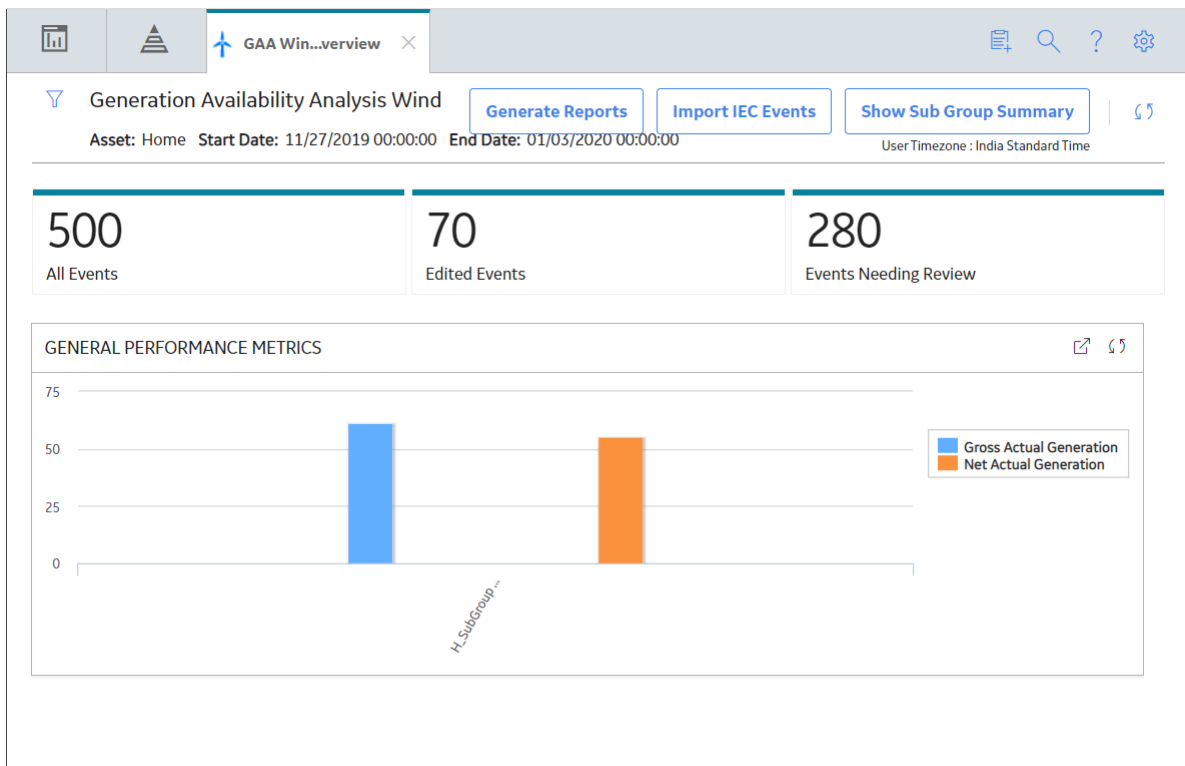 GAA Win...verview
Generation Availability Analysis Wind
Generate Reports
Import IEC Events
Show Sub Group Summary
Asset: Home Start Date: 11/27/2019 00:00:00 End Date: 01/03/2020 00:00:00
User Timezone : India Standard Time
500
All Events
70
Edited Events
280
Events Needing Review
GENERAL PERFORMANCE METRICS
75
50
25
0
H_SubGroup ...
Gross Actual Generation
Net Actual Generation